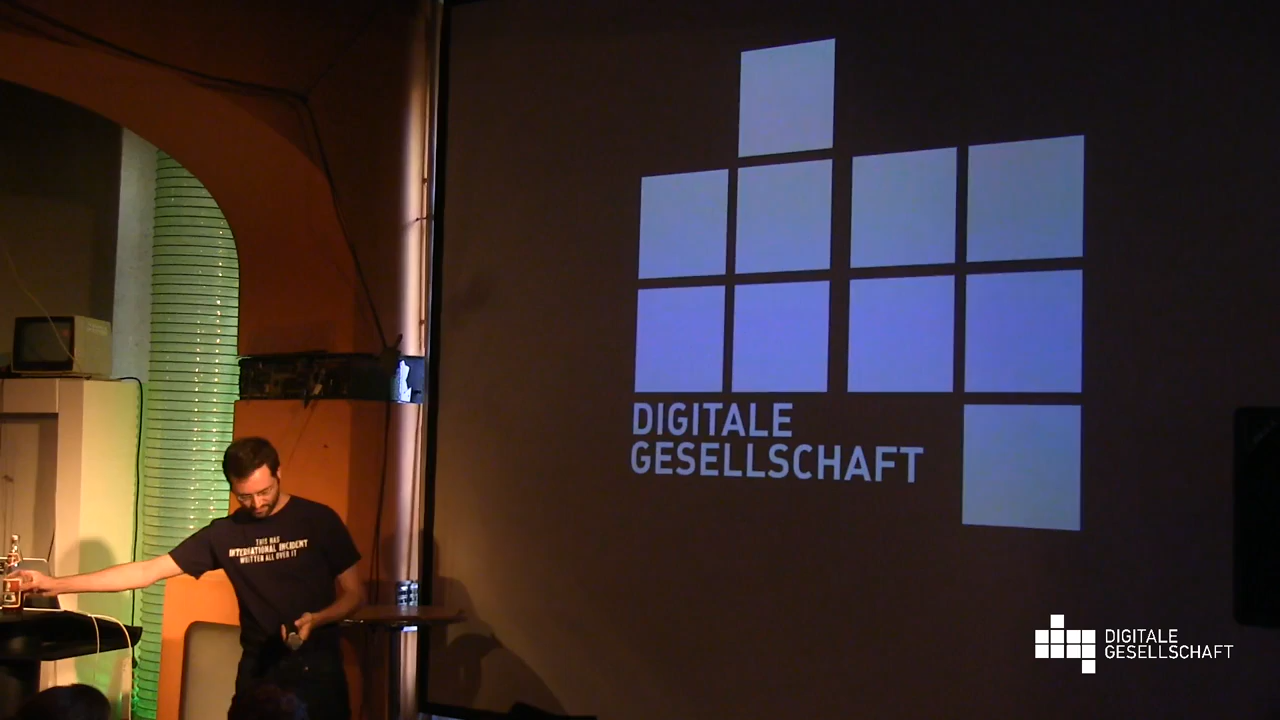 DIGITALE
GESELLSCHAFT
THIS HAS
INTERNATIONAL INCIDENT
WRITTEN ALL OVER IT
DIGITALE
GESELLSCHAFT